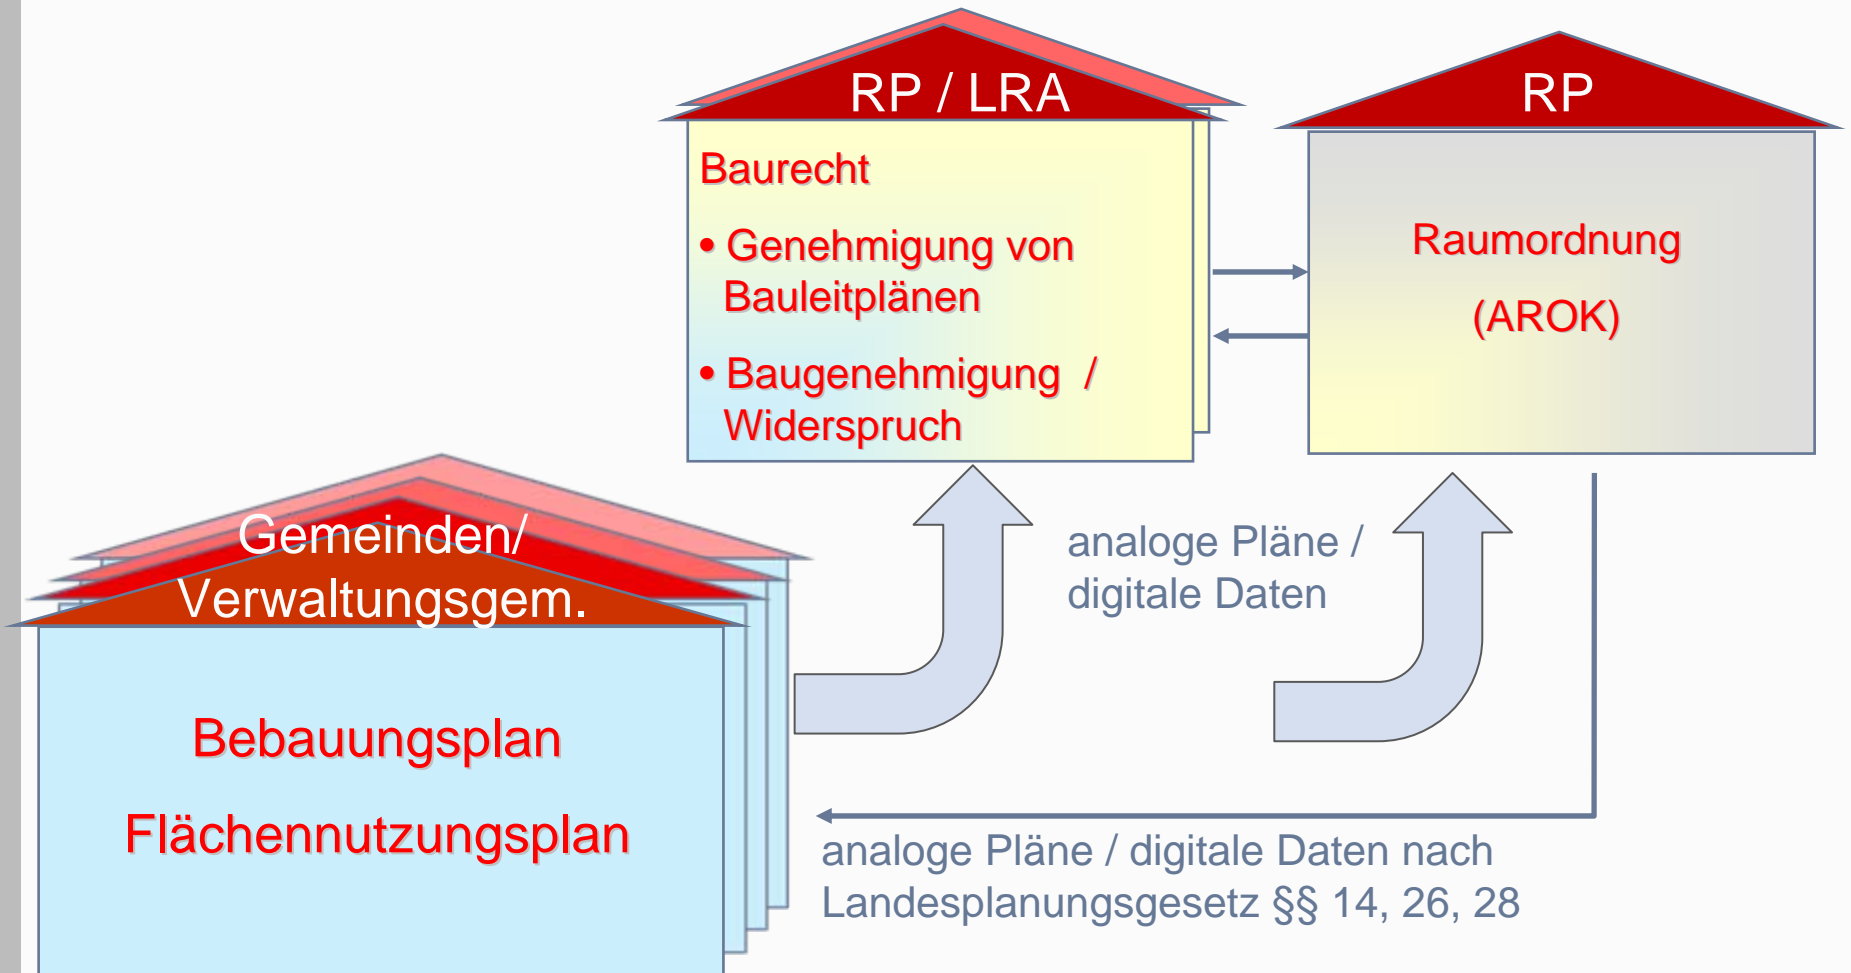 RP / LRA
Baurecht
• Genehmigung von
Bauleitplänen
• Baugenehmigung /
Widerspruch
RP
Raumordnung
(AROK)
Gemeinden/
Verwaltungsgem.
Bebauungsplan
Flächennutzungsplan
analoge Pläne /
digitale Daten
analoge Pläne / digitale Daten nach
Landesplanungsgesetz §§ 14, 26, 28